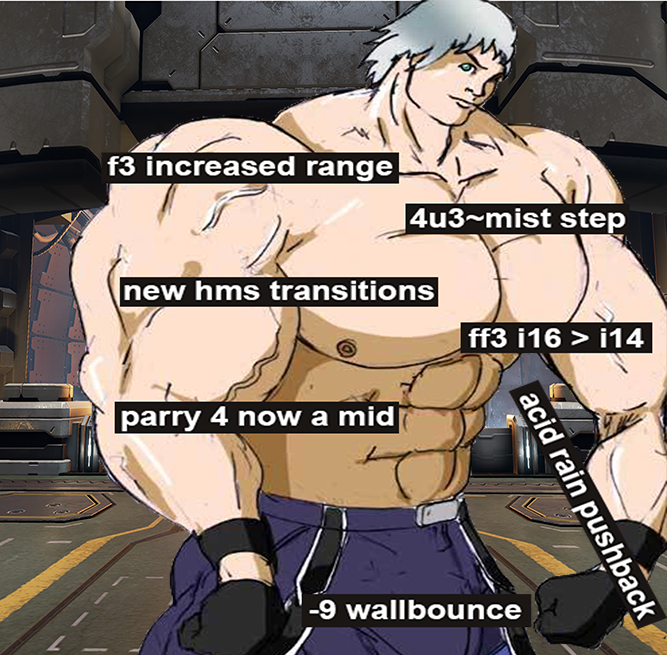 f3 increased range
4u3~mist step
new hms transitions
ff3 i16 > i14
parry 4 now a mid
acid rain pushback
-9 wallbounce